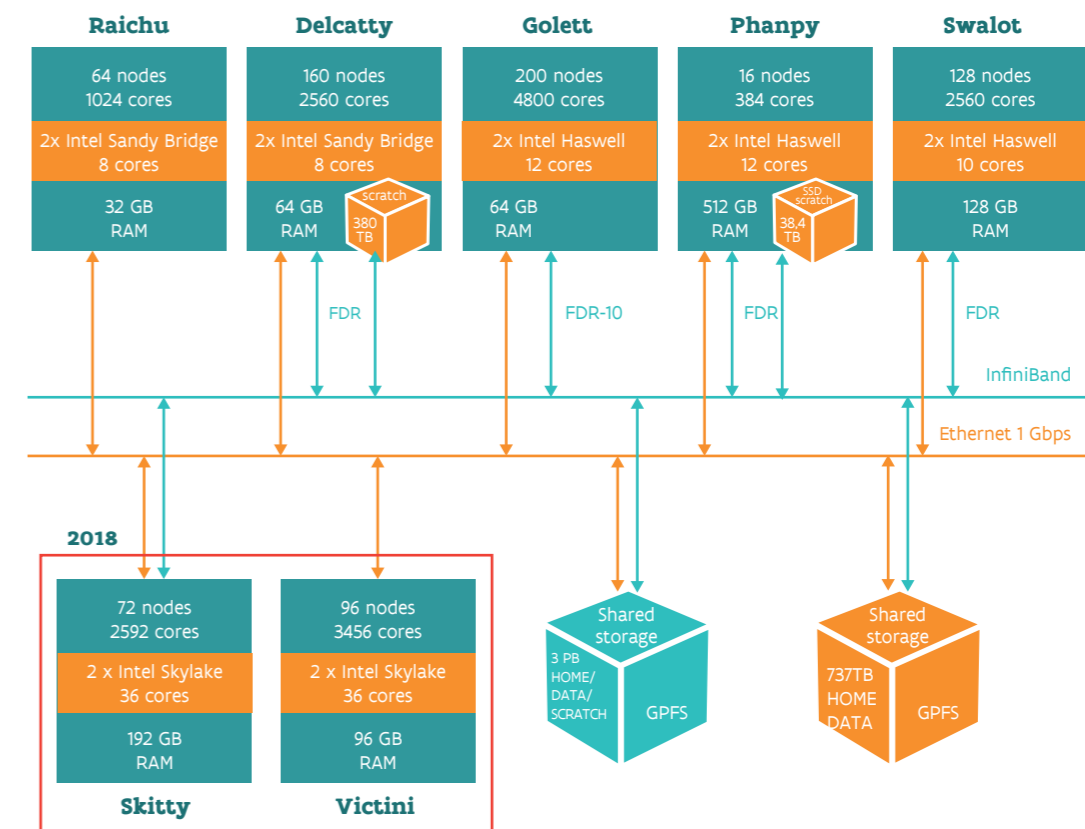 Raichu
64 nodes
1024 cores
2x Intel Sandy Bridge
8 cores
32 GB
RAM
Delcatty
160 nodes
2560 cores
2x Intel Sandy Bridge
8 cores
64 GB
RAM
scratch
380
TB
Golett
200 nodes
4800 cores
2x Intel Haswell
12 cores
64 GB
RAM
Phanpy
16 nodes
384 cores
2x Intel Haswell
12 cores
512 GB
RAM
SSD
scratch
38,4
TB
Swalot
128 nodes
2560 cores
2x Intel Haswell
10 cores
128 GB
RAM
FDR
FDR-10
FDR
FDR
InfiniBand
Ethernet 1 Gbps
2018
72 nodes
2592 cores
2 x Intel Skylake
36 cores
192 GB
RAM
Skitty
96 nodes
3456 cores
2 x Intel Skylake
36 cores
96 GB
RAM
Victini
Shared
storage
3 PB
HOME/
DATA/
SCRATCH
GPFS
Shared
storage
737TB
HOME
DATA
GPFS